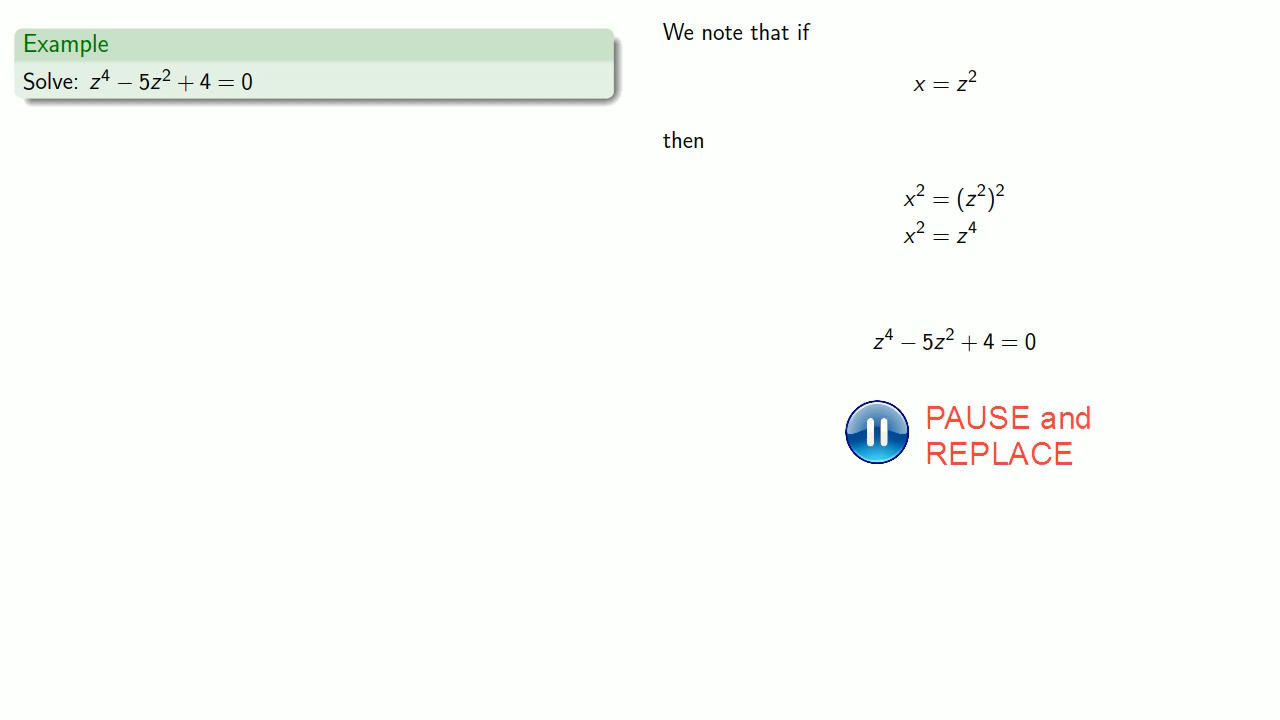 Example
Solve: z⁴ − 5z² + 4 = 0
We note that if
x = z²
then
x² = (z²)²
x² = z⁴
z⁴ − 5z² + 4 = 0
PAUSE and
REPLACE